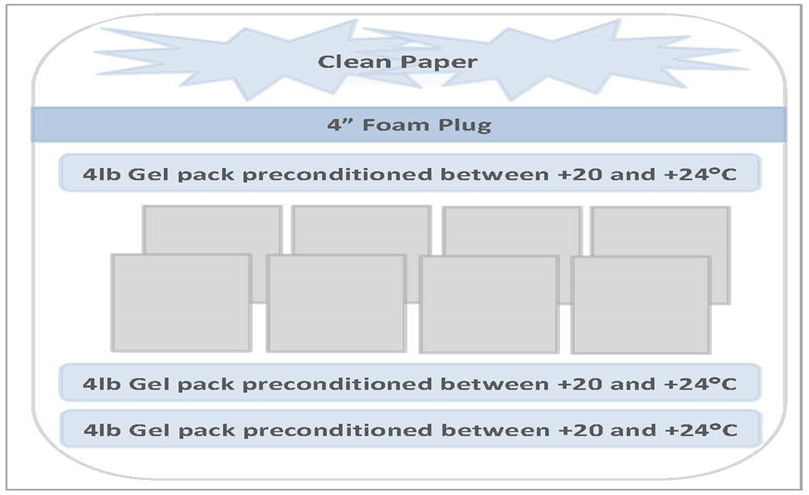 Clean Paper
4” Foam Plug
4lb Gel pack preconditioned between +20 and +24°C
4lb Gel pack preconditioned between +20 and +24°C
4lb Gel pack preconditioned between +20 and +24°C